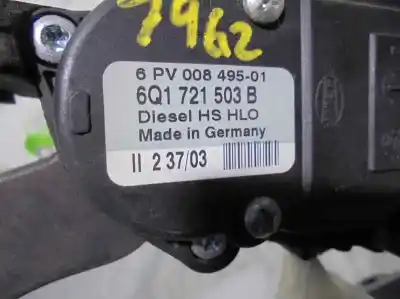 7962
6 PV 008 495-01
6Q1 721 503 B
Diesel HS HLO
Made in Germany
II 2 37/03